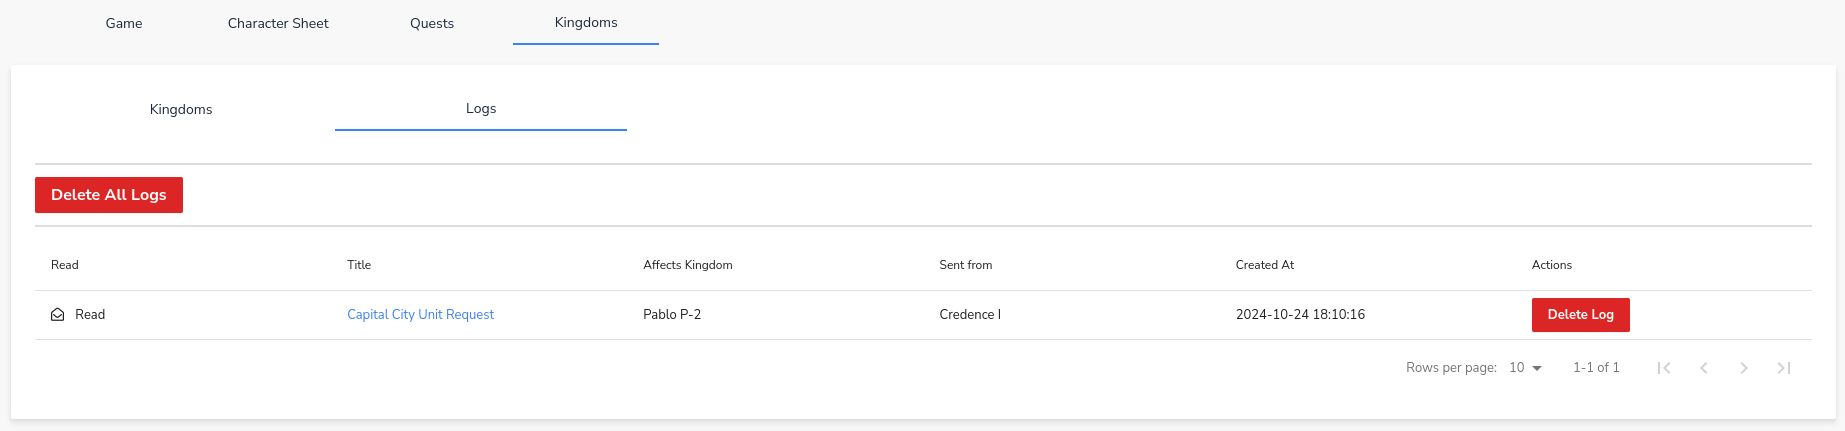 Game Character Sheet Quests Kingdoms
Kingdoms Logs
Delete All Logs
Read Title Affects Kingdom Sent from Created At Actions
Read Capital City Unit Request Pablo P-2 Credence I 2024-10-24 18:10:16 Delete Log
Rows per page: 10 1-1 of 1